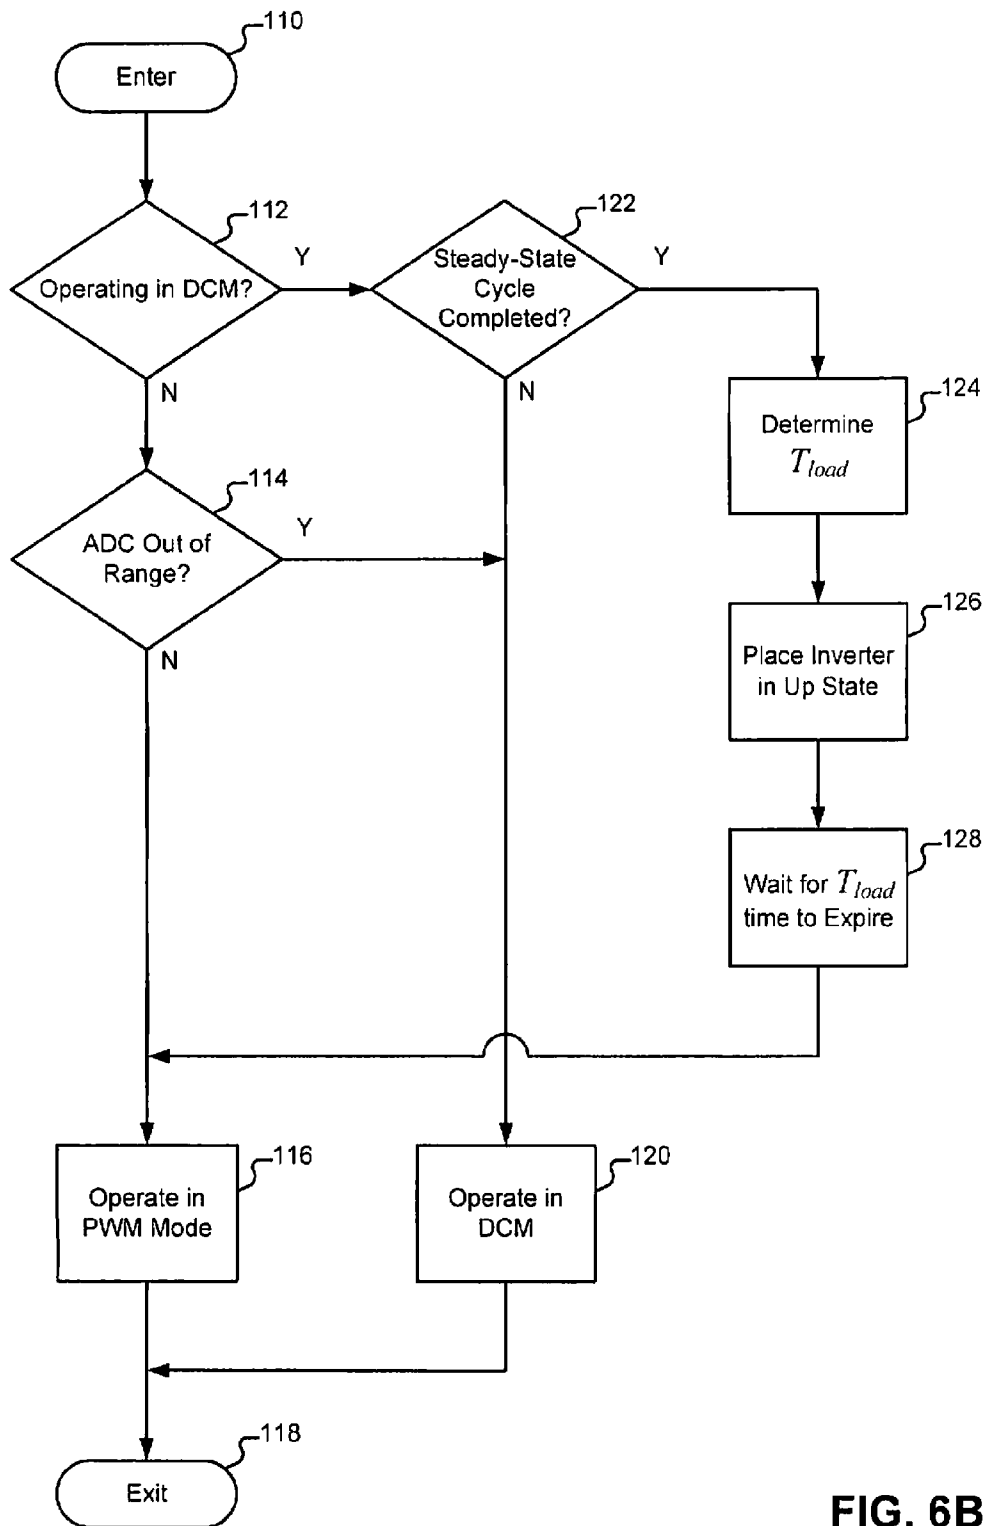 110
Enter
112
Operating in DCM?
Y
N
122
Steady-State
Cycle
Completed?
Y
N
124
Determine
T_load
114
ADC Out of
Range?
Y
N
126
Place Inverter
in Up State
128
Wait for T_load
time to Expire
116
Operate in
PWM Mode
120
Operate in
DCM
118
Exit
FIG. 6B